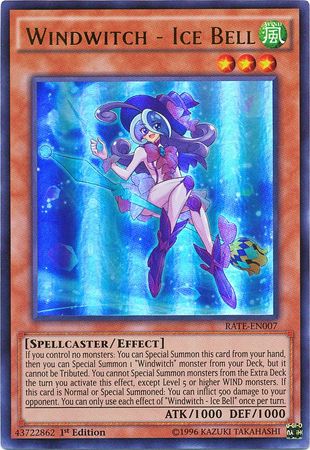 WINDWITCH - ICE BELL
WIND
風
RATE-EN007
[SPELLCASTER/EFFECT]
If you control no monsters: You can Special Summon this card from your hand,
then you can Special Summon 1 "Windwitch" monster from your Deck, but it
cannot be Tributed. You cannot Special Summon monsters from the Extra Deck
the turn you activate this effect, except Level 5 or higher WIND monsters. If
this card is Normal or Special Summoned: You can inflict 500 damage to your
opponent. You can only use each effect of "Windwitch - Ice Bell" once per turn.
ATK/1000 DEF/1000
43722862 1st Edition ©1996 KAZUKI TAKAHASHI